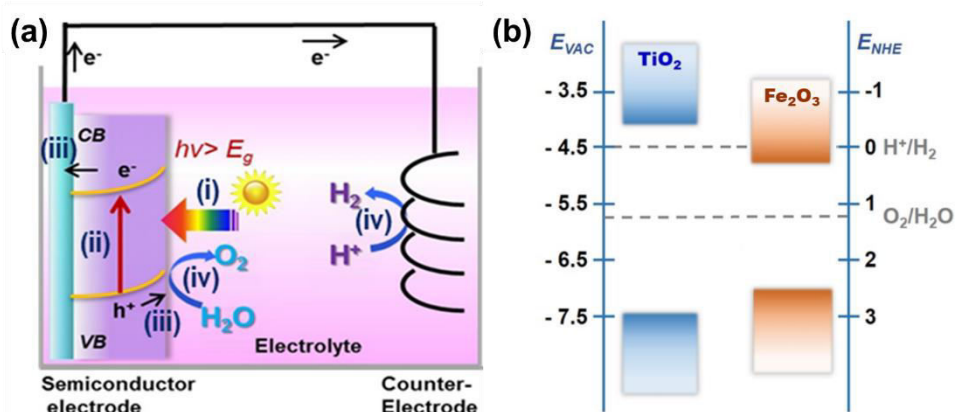 (a)
e-
e-
(iii)
CB
e-
hν> Eg
(i)
(ii)
H2
(iv)
H+
O2
(iv)
h+
(iii)
H2O
VB
Electrolyte
Semiconductor
electrode
Counter-
Electrode
(b)
EVAC
ENHE
TiO2
Fe2O3
- 3.5
- 4.5
- 5.5
- 6.5
- 7.5
-1
0
1
2
3
H+/H2
O2/H2O